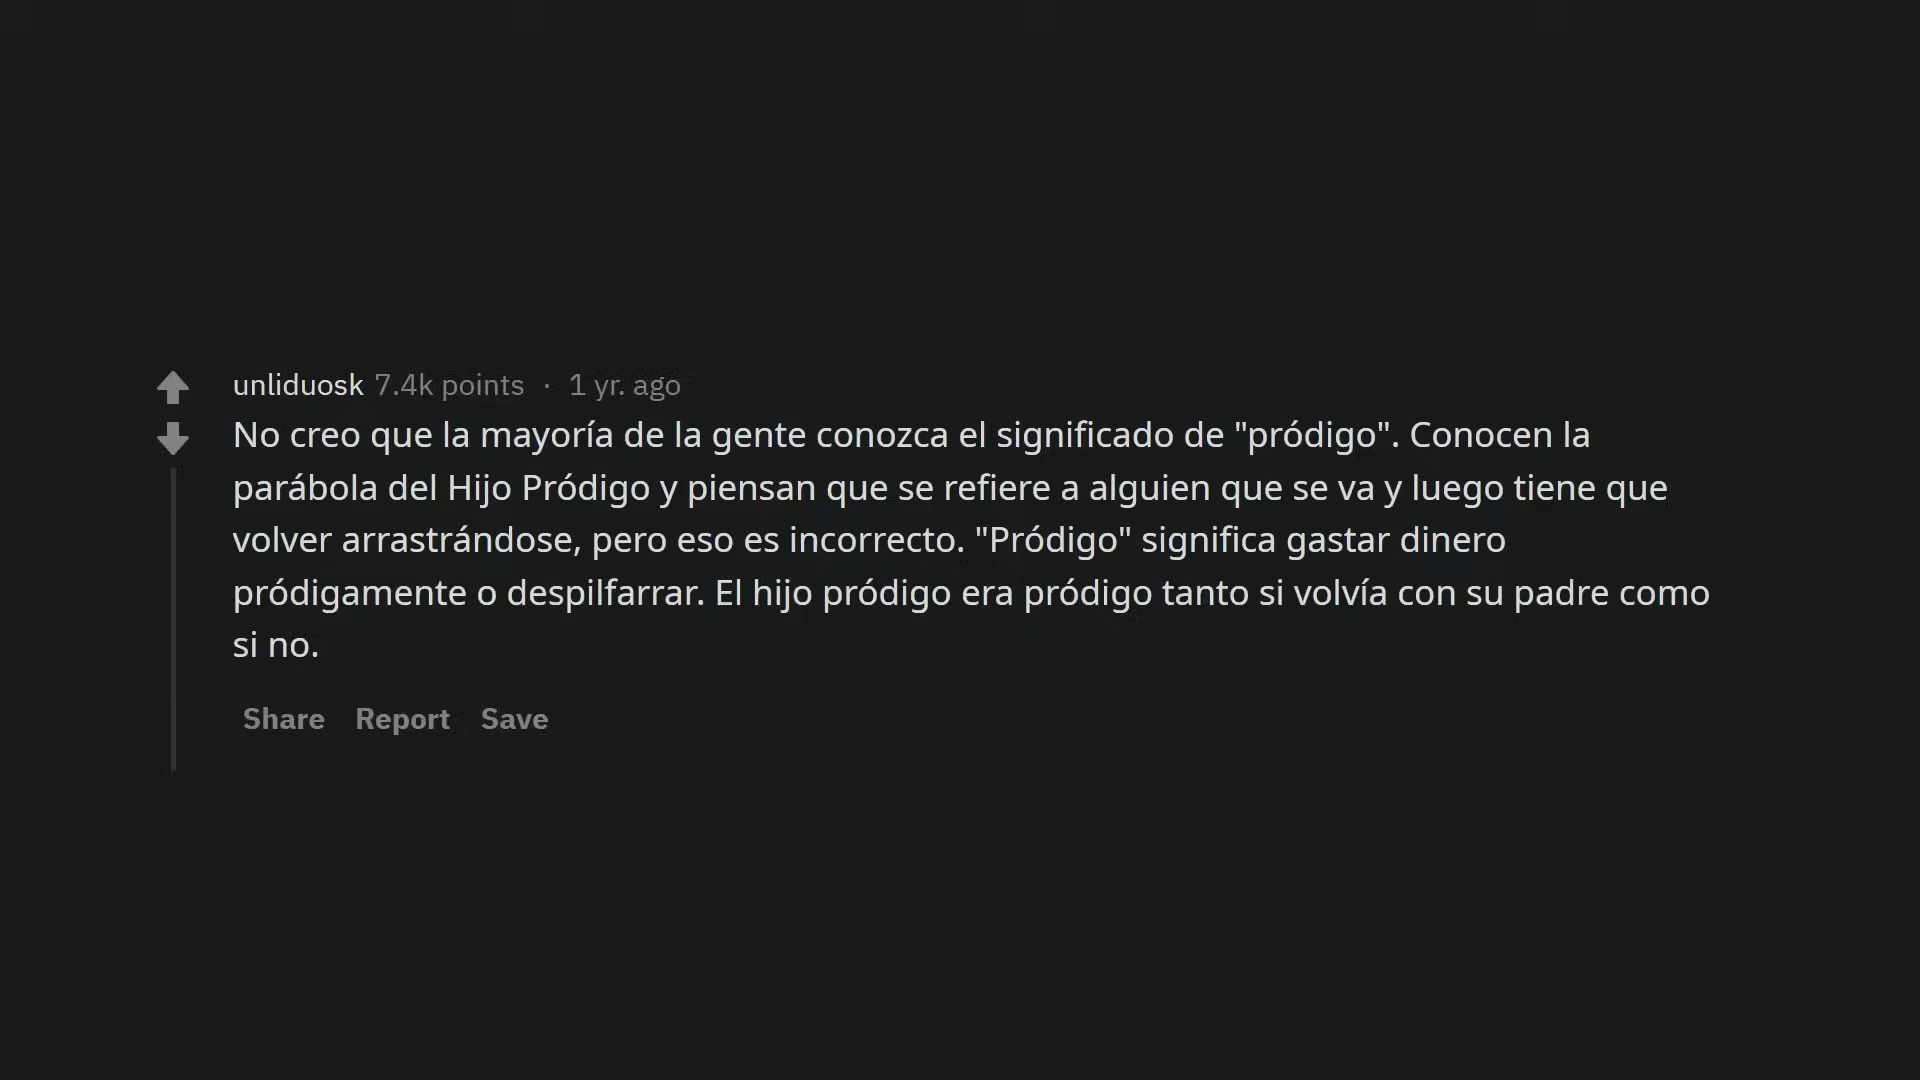 unliduosk 7.4k points · 1 yr. ago
No creo que la mayoría de la gente conozca el significado de "pródigo". Conocen la
parábola del Hijo Pródigo y piensan que se refiere a alguien que se va y luego tiene que
volver arrastrándose, pero eso es incorrecto. "Pródigo" significa gastar dinero
pródigamente o despilfarrar. El hijo pródigo era pródigo tanto si volvía con su padre como
si no.
Share Report Save